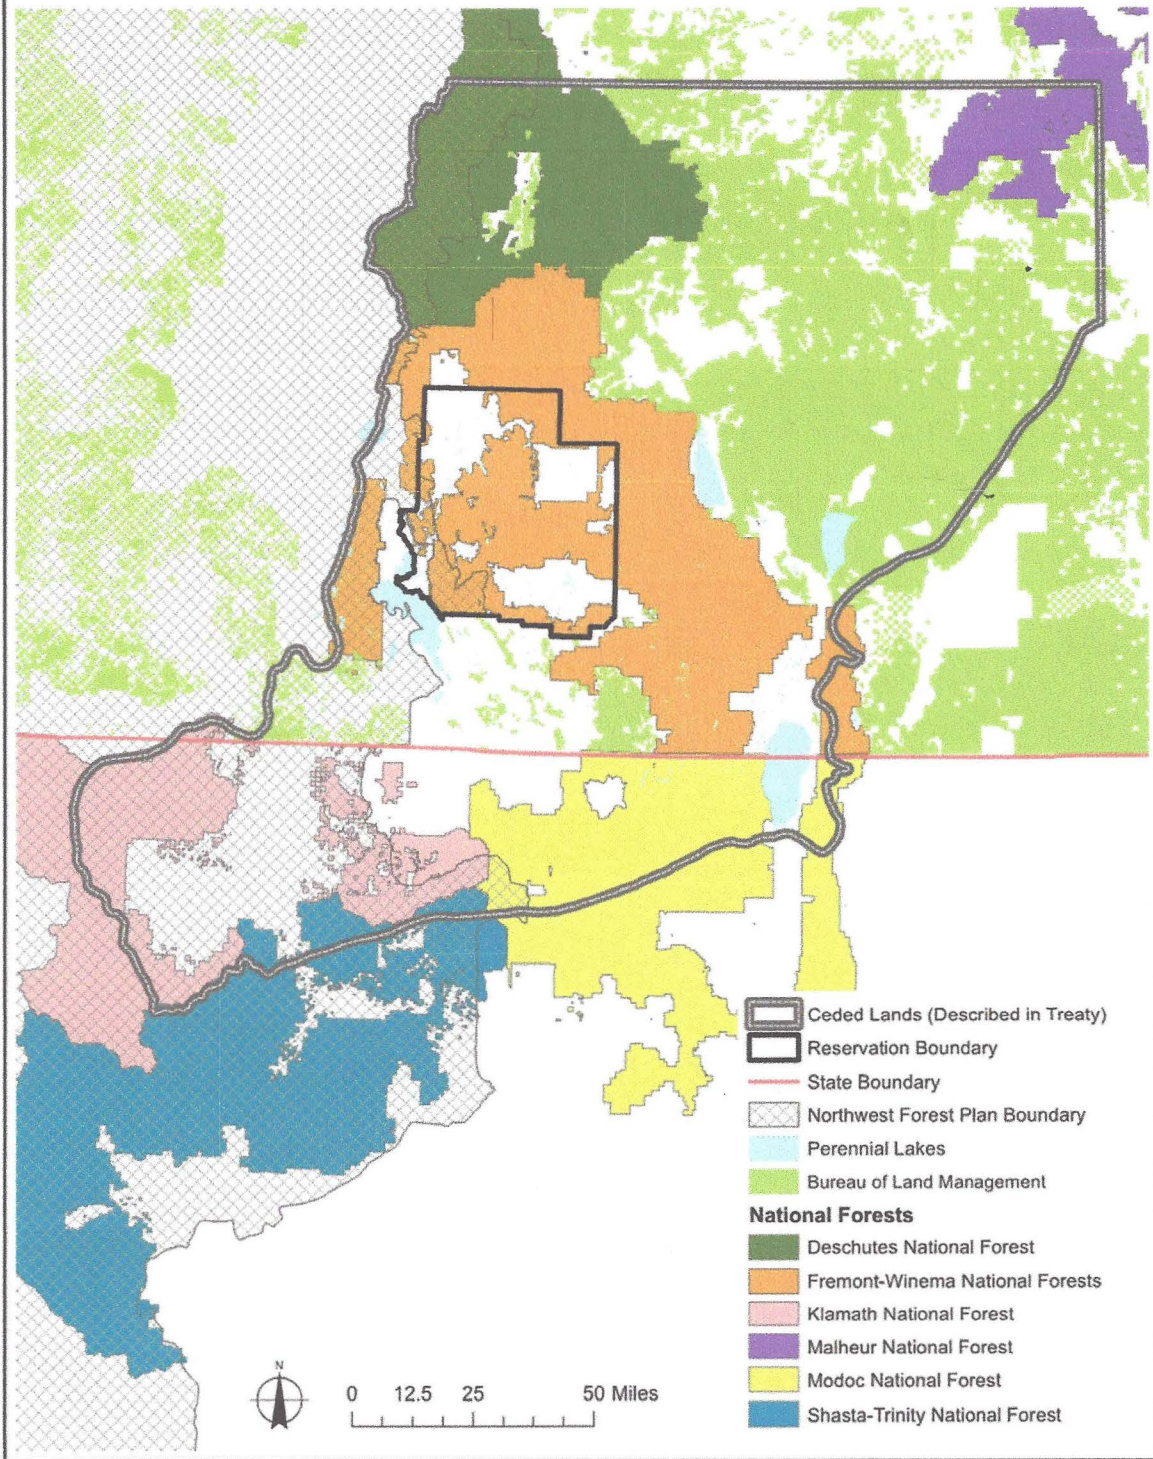 Ceded Lands (Described in Treaty)
Reservation Boundary
State Boundary
Northwest Forest Plan Boundary
Perennial Lakes
Bureau of Land Management
National Forests
Deschutes National Forest
Fremont-Winema National Forests
Klamath National Forest
Malheur National Forest
Modoc National Forest
Shasta-Trinity National Forest
N
0 12.5 25 50 Miles